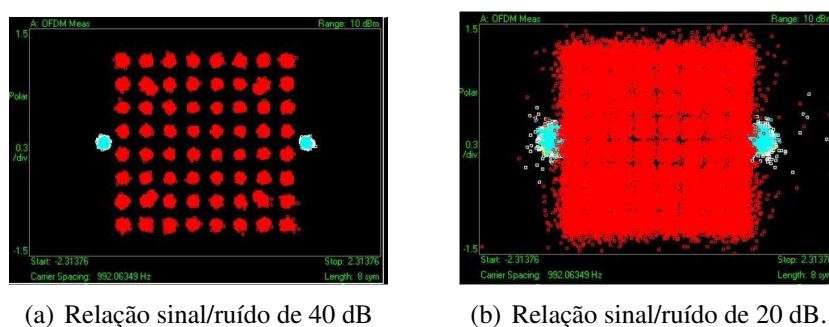 A: OFDM Meas
Range: 10 dBm
1.5
Polar
0.3
/div
-1.5
Start: -2.31376
Stop: 2.31376
Carrier Spacing: 992.06349 Hz
Length: 8 sym
(a) Relação sinal/ruído de 40 dB
A: OFDM Meas
Range: 10 dBm
1.5
Polar
0.3
/div
-1.5
Start: -2.31376
Stop: 2.31376
Carrier Spacing: 992.06349 Hz
Length: 8 sym
(b) Relação sinal/ruído de 20 dB.